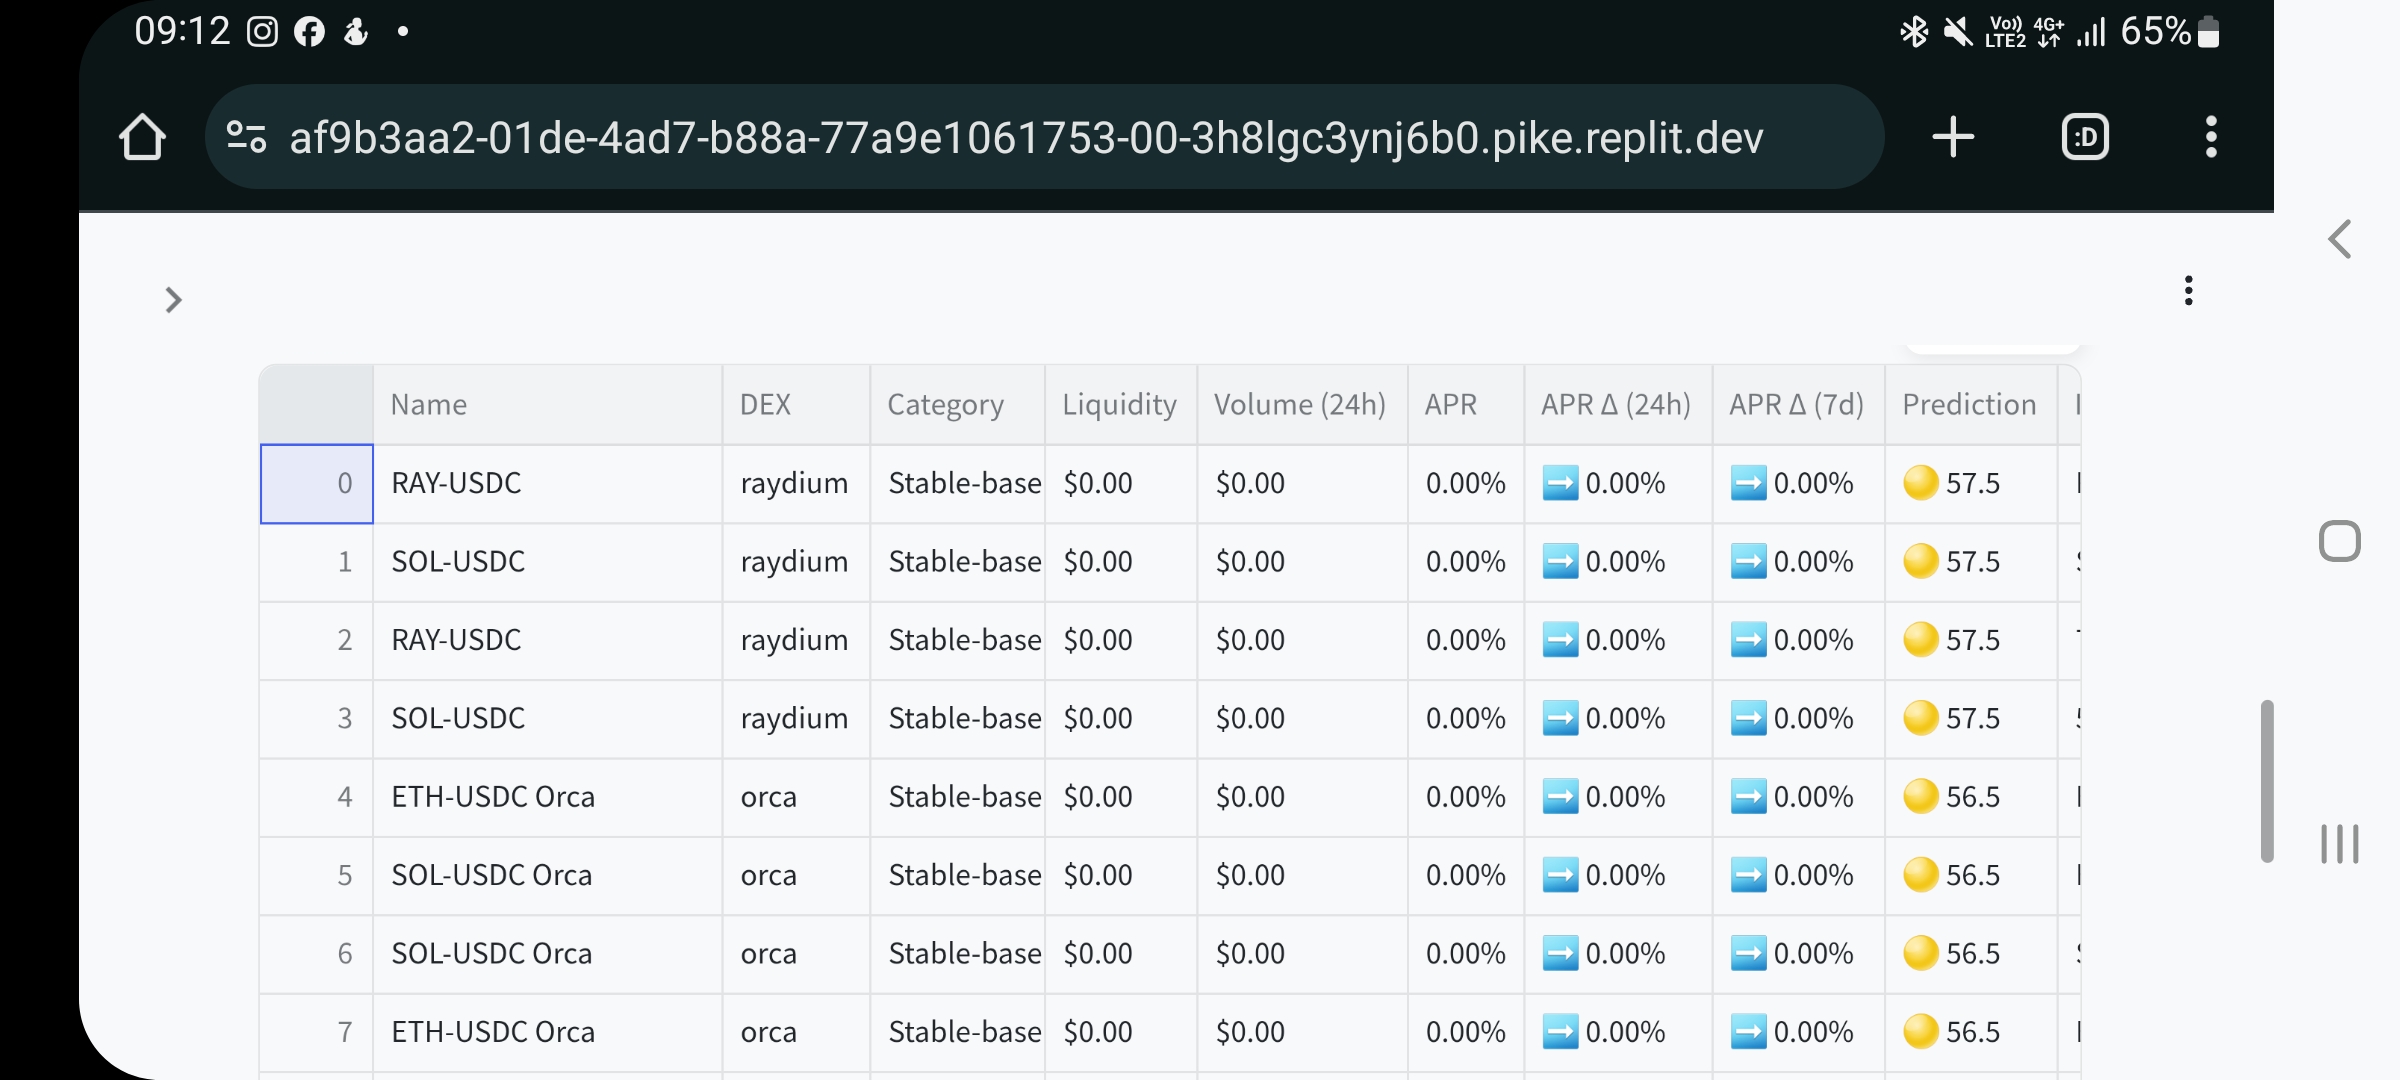 09:12
Vo)) LTE2 4G+ 65%
af9b3aa2-01de-4ad7-b88a-77a9e1061753-00-3h8lgc3ynj6b0.pike.replit.dev
:D
Name DEX Category Liquidity Volume (24h) APR APR Δ (24h) APR Δ (7d) Prediction
0 RAY-USDC raydium Stable-base $0.00 $0.00 0.00% ➡️ 0.00% ➡️ 0.00% 🟡 57.5
1 SOL-USDC raydium Stable-base $0.00 $0.00 0.00% ➡️ 0.00% ➡️ 0.00% 🟡 57.5
2 RAY-USDC raydium Stable-base $0.00 $0.00 0.00% ➡️ 0.00% ➡️ 0.00% 🟡 57.5
3 SOL-USDC raydium Stable-base $0.00 $0.00 0.00% ➡️ 0.00% ➡️ 0.00% 🟡 57.5
4 ETH-USDC Orca orca Stable-base $0.00 $0.00 0.00% ➡️ 0.00% ➡️ 0.00% 🟡 56.5
5 SOL-USDC Orca orca Stable-base $0.00 $0.00 0.00% ➡️ 0.00% ➡️ 0.00% 🟡 56.5
6 SOL-USDC Orca orca Stable-base $0.00 $0.00 0.00% ➡️ 0.00% ➡️ 0.00% 🟡 56.5
7 ETH-USDC Orca orca Stable-base $0.00 $0.00 0.00% ➡️ 0.00% ➡️ 0.00% 🟡 56.5